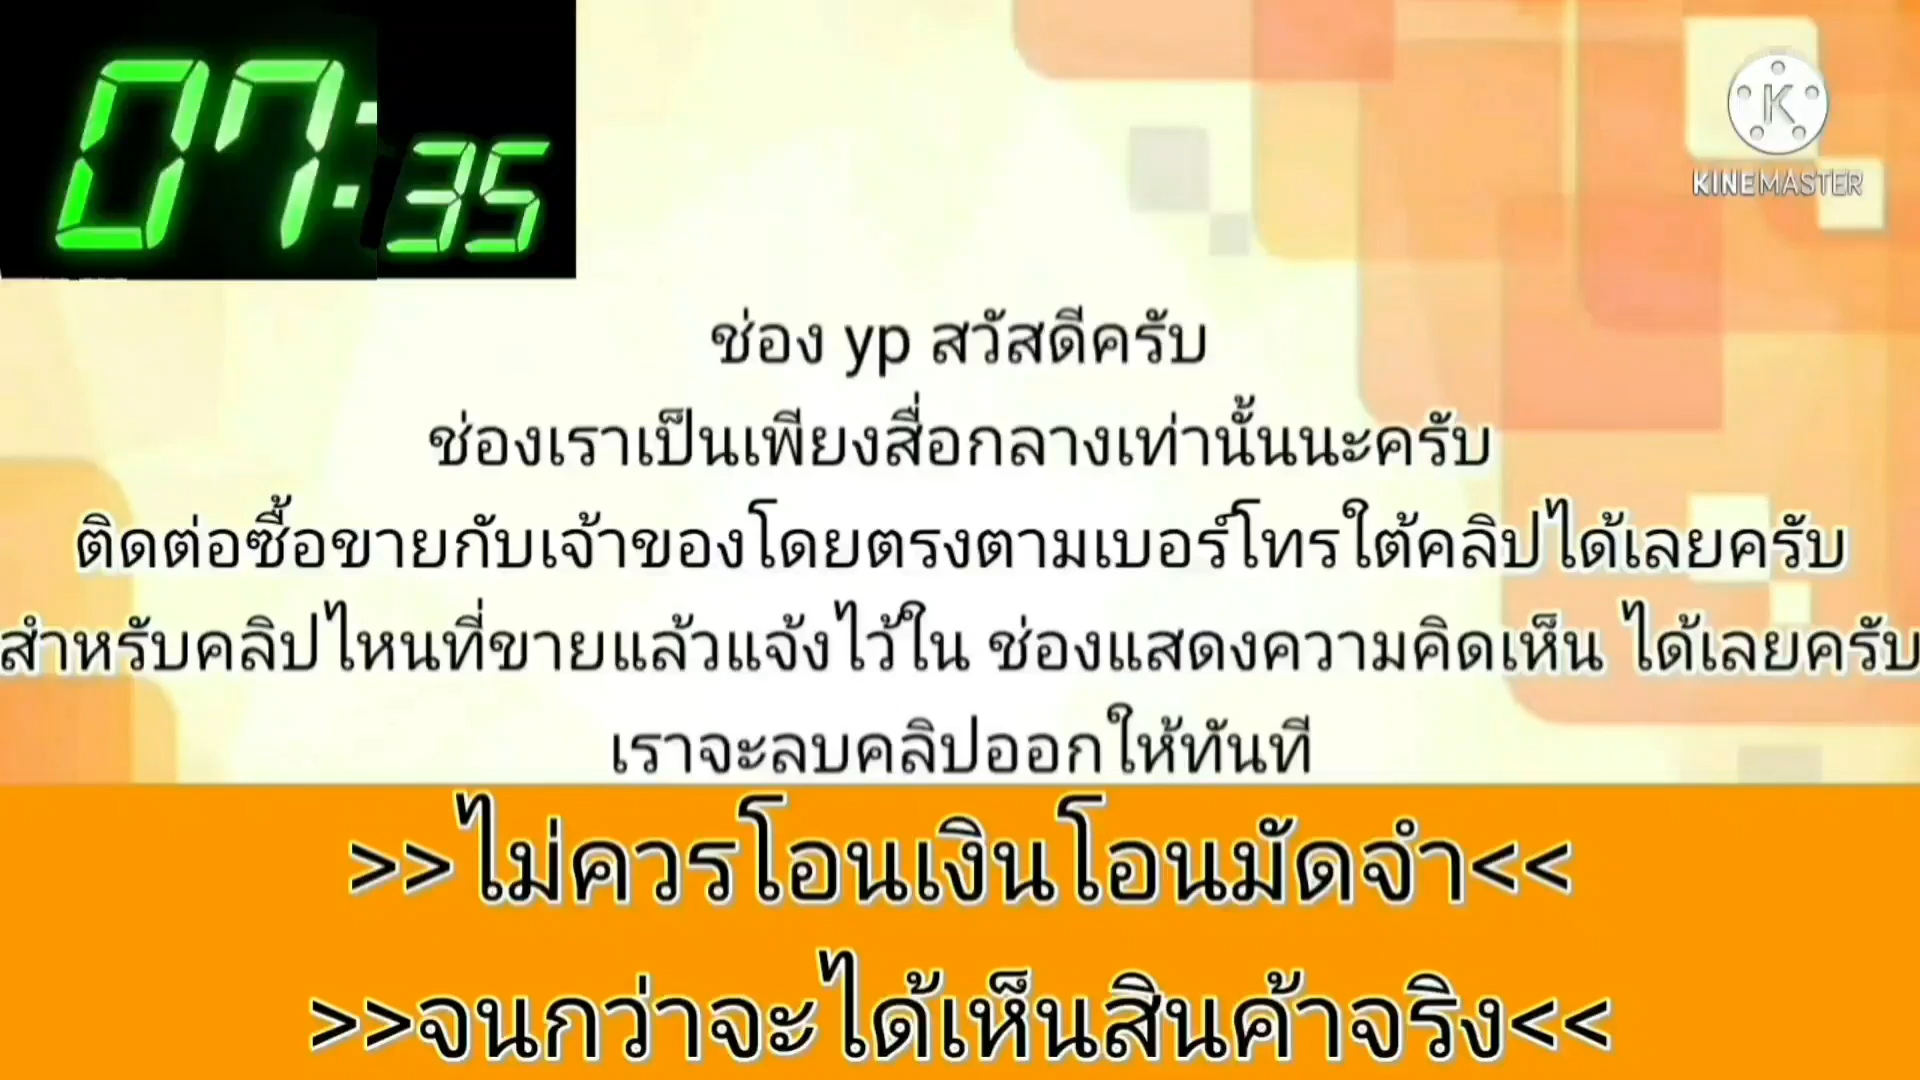 07:35
KINEMASTER
ช่อง yp สวัสดีครับ
ช่องเราเป็นเพียงสื่อกลางเท่านั้นนะครับ
ติดต่อซื้อขายกับเจ้าของโดยตรงตามเบอร์โทรใต้คลิปได้เลยครับ
สำหรับคลิปไหนที่ขายแล้วแจ้งไว้ใน ช่องแสดงความคิดเห็น ได้เลยครับ
เราจะลบคลิปออกให้ทันที
>>ไม่ควรโอนเงินโอนมัดจำ<<
>>จนกว่าจะได้เห็นสินค้าจริง<<